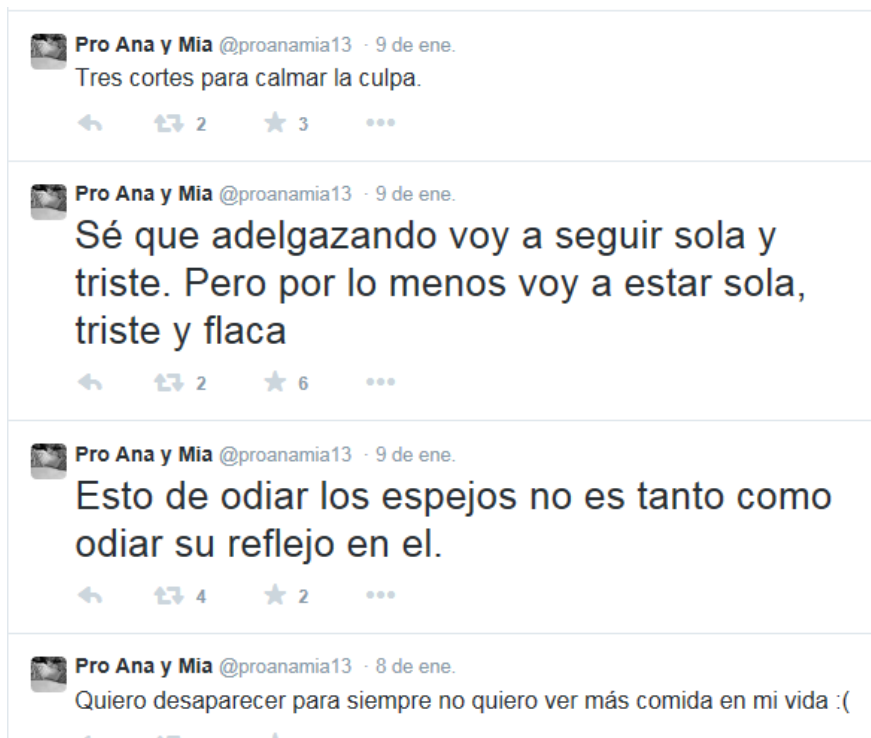 Pro Ana y Mia @proanamia13 · 9 de ene.
Tres cortes para calmar la culpa.
2 3
Pro Ana y Mia @proanamia13 · 9 de ene.
Sé que adelgazando voy a seguir sola y
triste. Pero por lo menos voy a estar sola,
triste y flaca
2 6
Pro Ana y Mia @proanamia13 · 9 de ene.
Esto de odiar los espejos no es tanto como
odiar su reflejo en el.
4 2
Pro Ana y Mia @proanamia13 · 8 de ene.
Quiero desaparecer para siempre no quiero ver más comida en mi vida :(